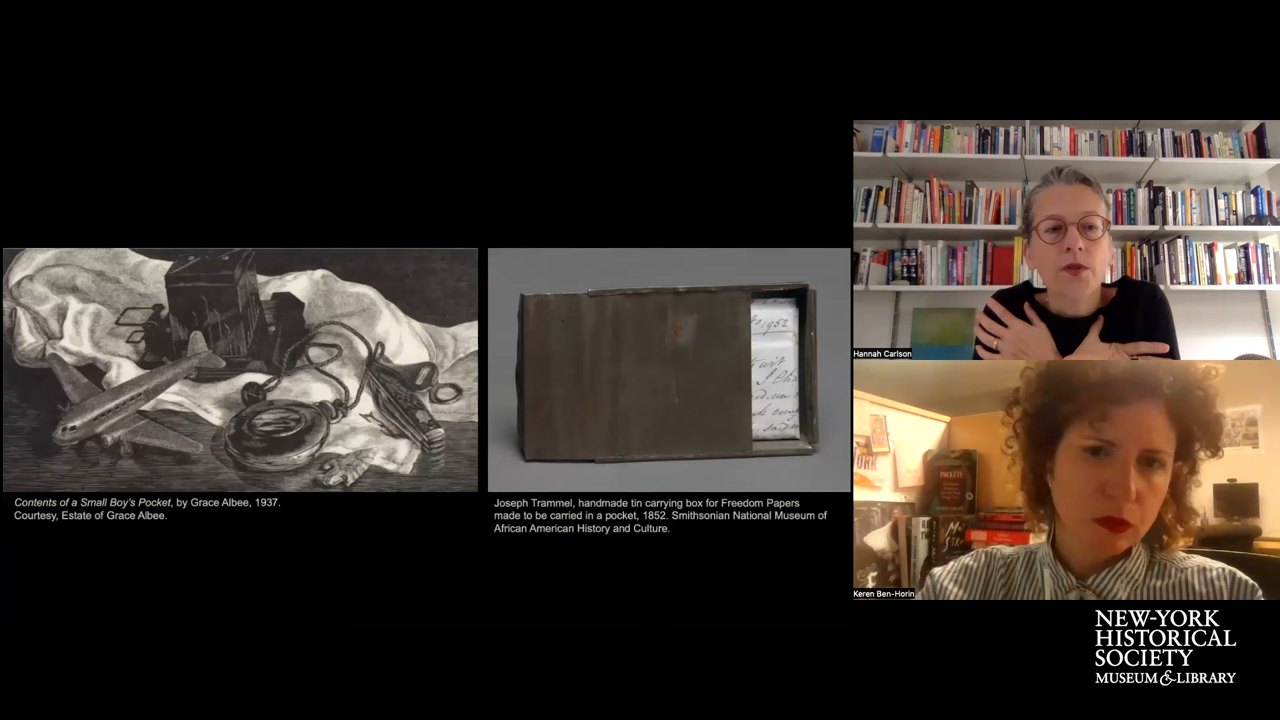 Contents of a Small Boy's Pocket, by Grace Albee, 1937.
Courtesy, Estate of Grace Albee.
Joseph Trammel, handmade tin carrying box for Freedom Papers
made to be carried in a pocket, 1852. Smithsonian National Museum of
African American History and Culture.
Hannah Carlson
POCKETS
Keren Ben-Horin
NEW-YORK
HISTORICAL
SOCIETY
MUSEUM & LIBRARY